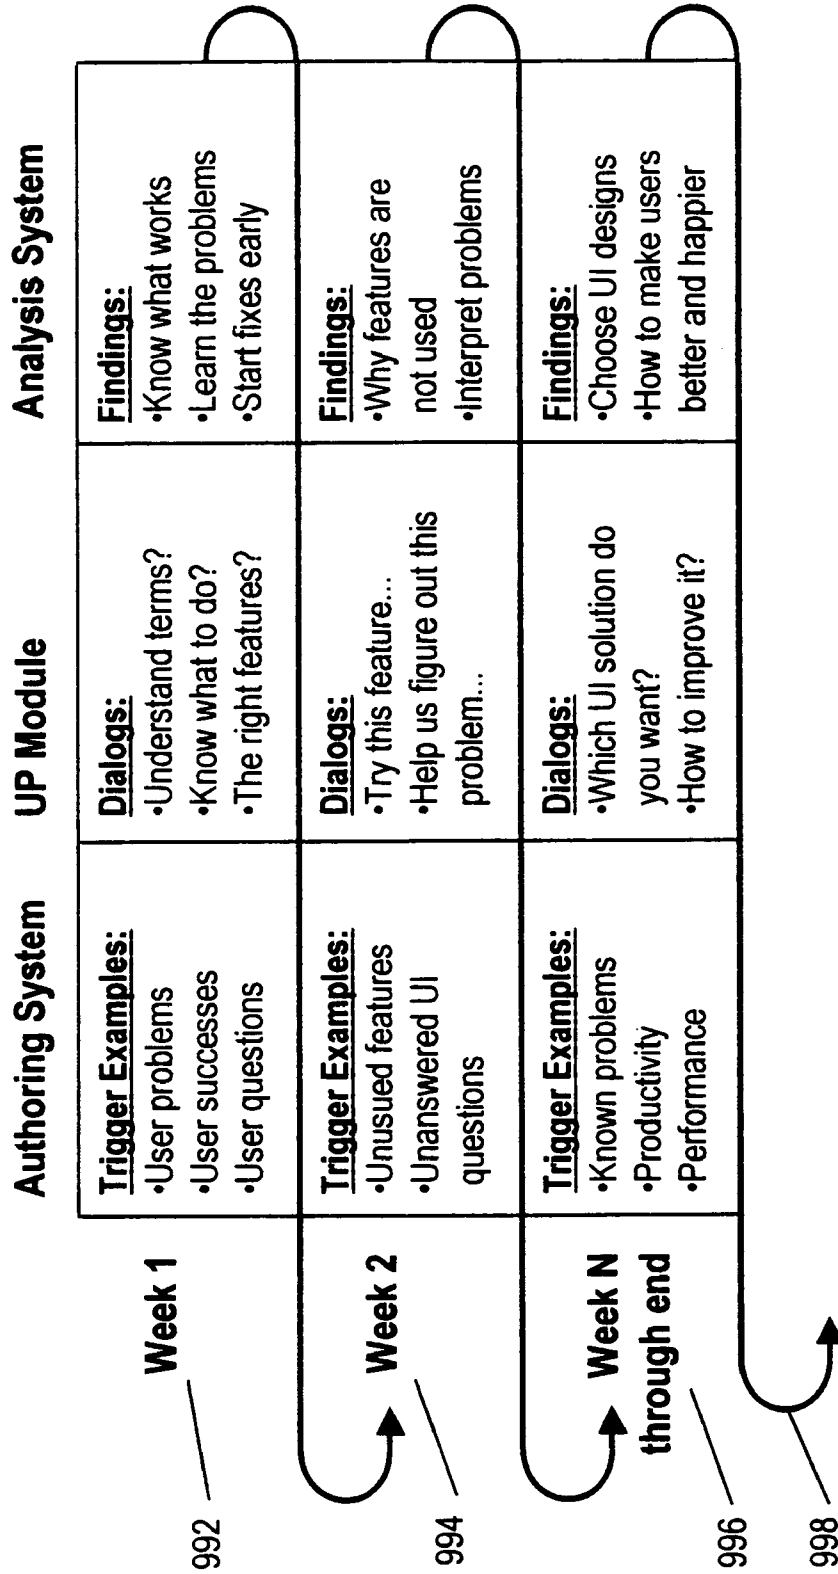 Authoring System
UP Module
Analysis System
Week 1
Trigger Examples:
•User problems
•User successes
•User questions
Dialogs:
•Understand terms?
•Know what to do?
•The right features?
Findings:
•Know what works
•Learn the problems
•Start fixes early
Week 2
Trigger Examples:
•Unusued features
•Unanswered UI
questions
Dialogs:
•Try this feature...
•Help us figure out this
problem...
Findings:
•Why features are
not used
•Interpret problems
Week N
through end
Trigger Examples:
•Known problems
•Productivity
•Performance
Dialogs:
•Which UI solution do
you want?
•How to improve it?
Findings:
•Choose UI designs
•How to make users
better and happier
992
994
996
998